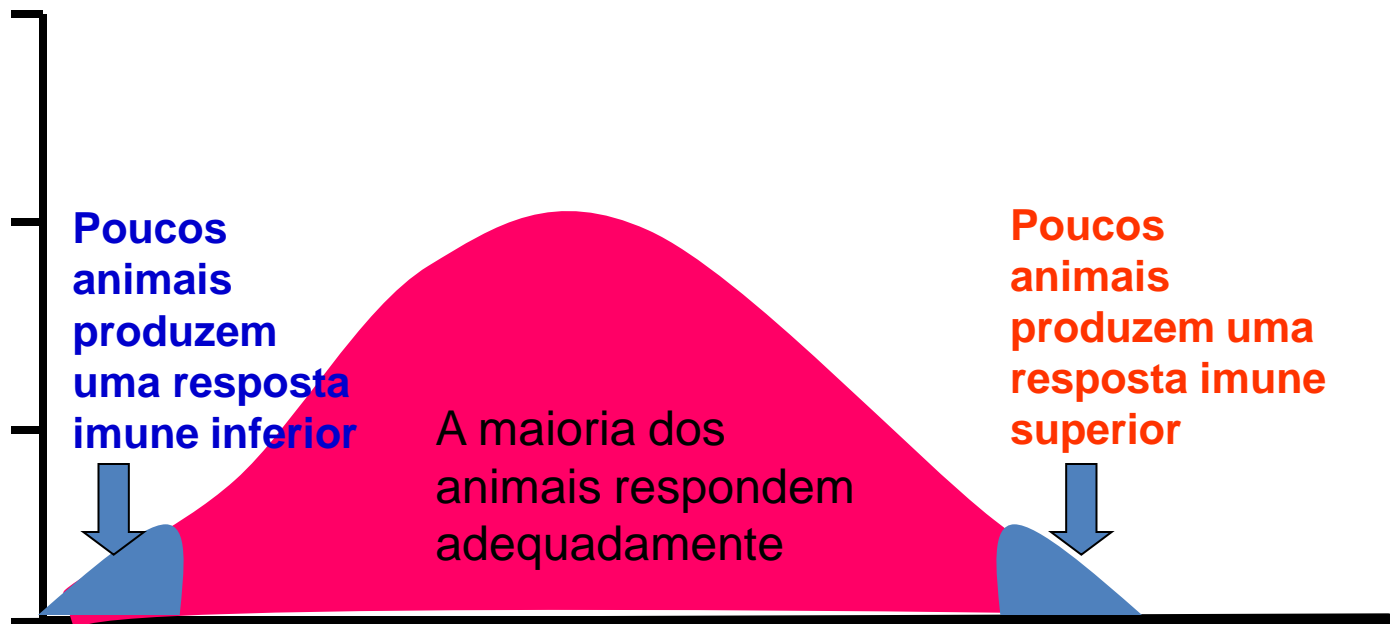 Poucos
animais
produzem
uma resposta
imune inferior
A maioria dos
animais respondem
adequadamente
Poucos
animais
produzem uma
resposta imune
superior